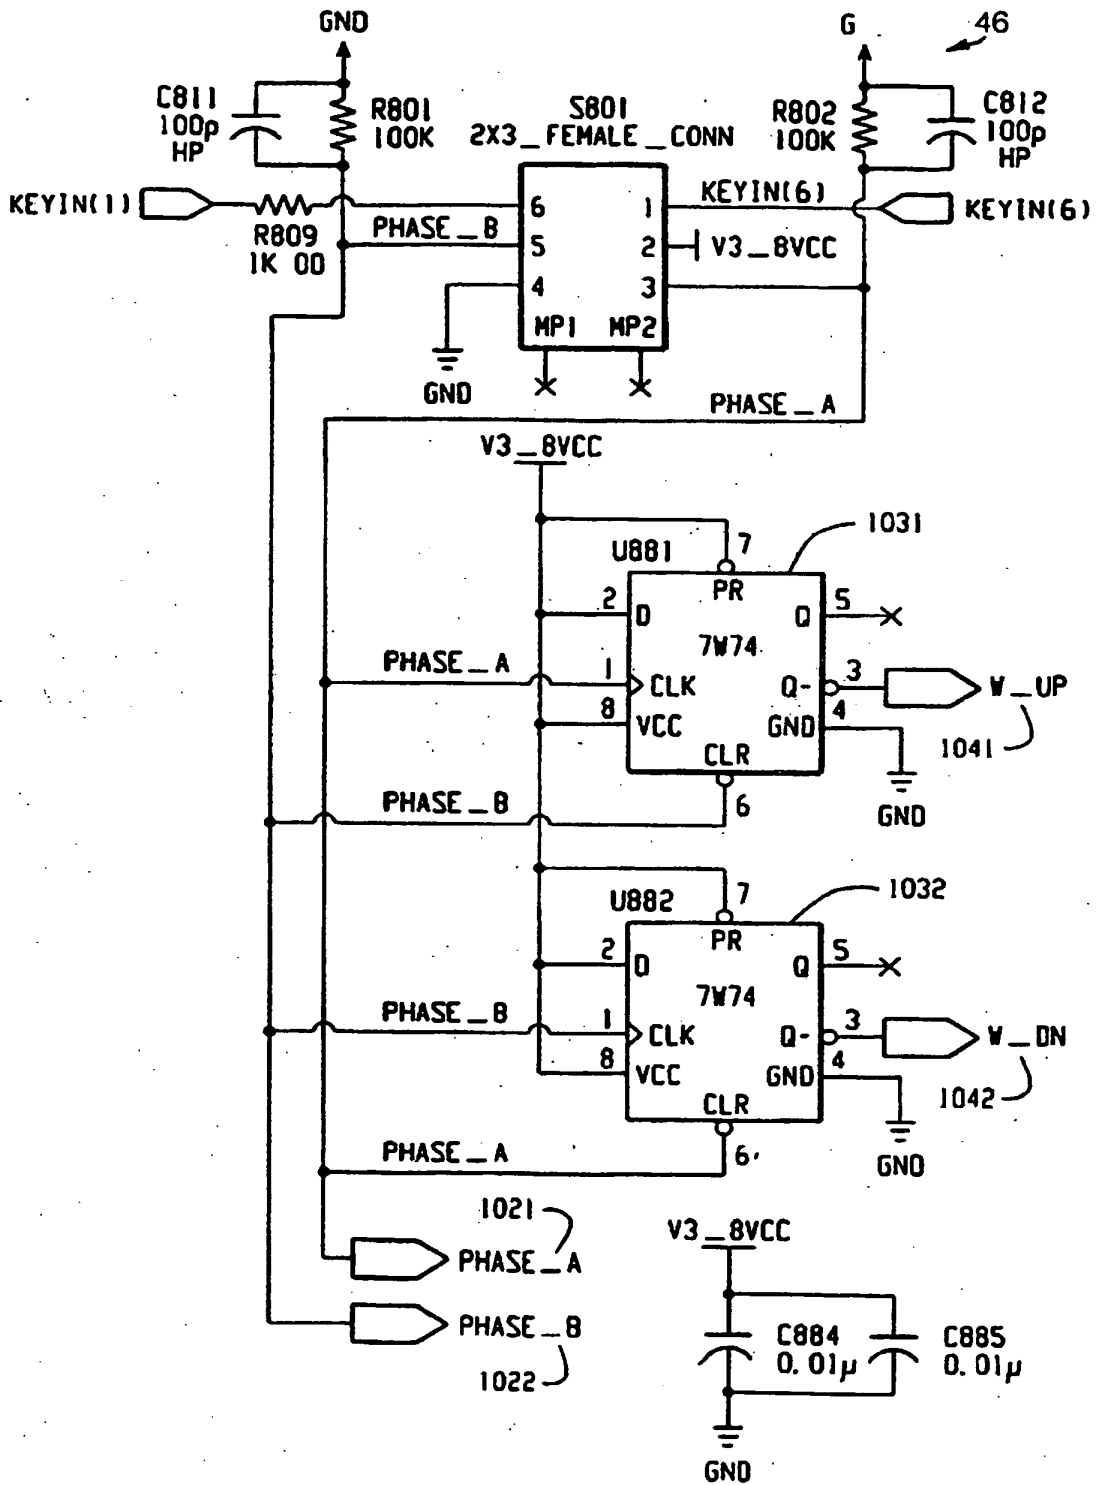 GND
G
46
C811
100p
HP
R801
100K
S801
2X3_FEMALE_CONN
R802
100K
C812
100p
HP
KEYIN(1)
R809
1K 00
PHASE_B
6
5
4
1
2
3
MP1
MP2
KEYIN(6)
KEYIN(6)
V3_8VCC
GND
PHASE_A
V3_8VCC
1031
U881
7
PR
2
D
Q
5
7W74
PHASE_A
1
CLK
Q-
3
W_UP
8
VCC
GND
4
1041
CLR
PHASE_B
6
GND
1032
U882
7
PR
2
D
Q
5
7W74
PHASE_B
1
CLK
Q-
3
W_DN
8
VCC
GND
4
1042
CLR
PHASE_A
6
GND
1021
PHASE_A
PHASE_B
1022
V3_8VCC
C884
0.01µ
C885
0.01µ
GND